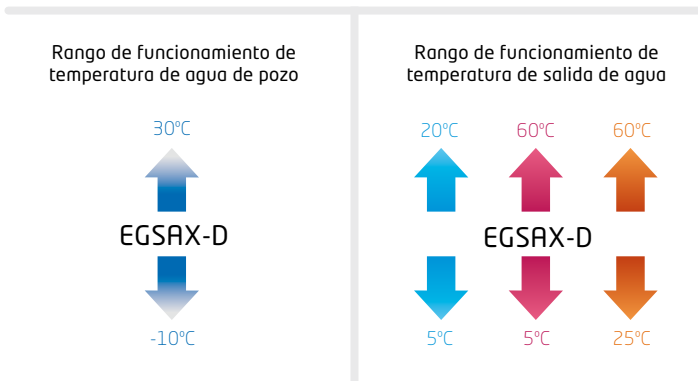 Rango de funcionamiento de
temperatura de agua de pozo
30ºC
EGSAX-D
-10ºC
Rango de funcionamiento de
temperatura de salida de agua
20ºC 60ºC 60ºC
EGSAX-D
5ºC 5ºC 25ºC